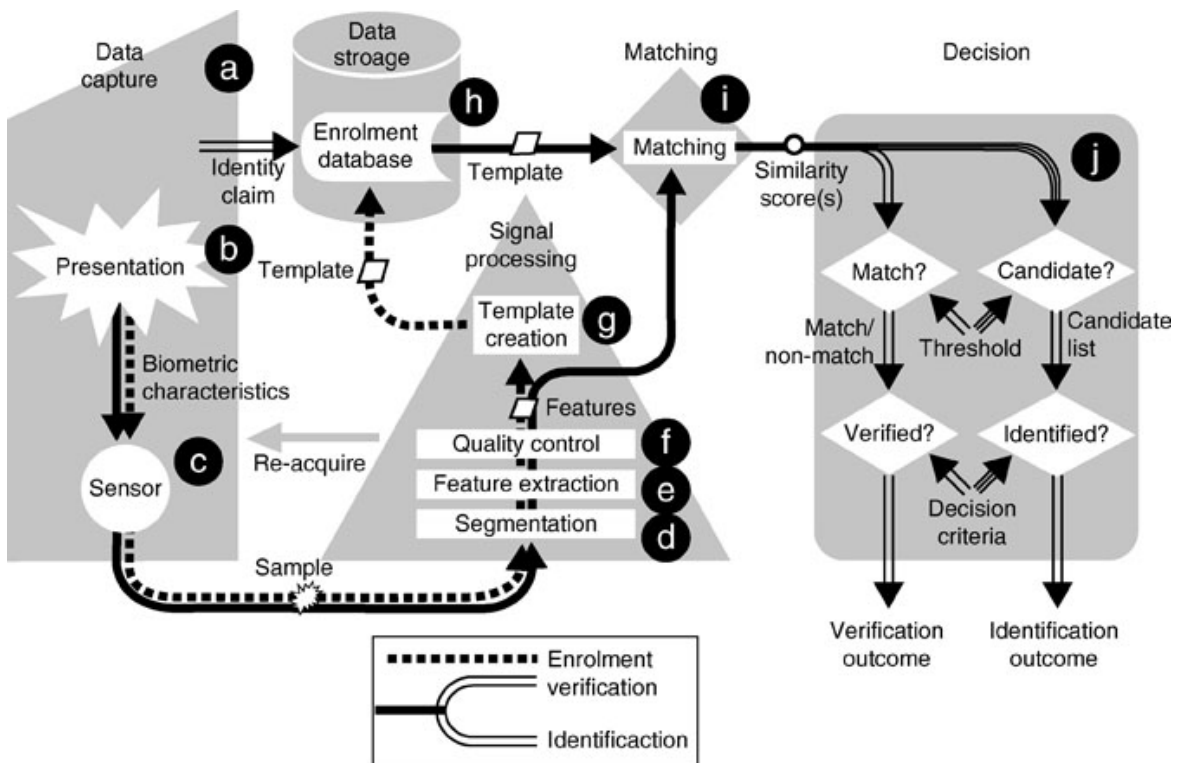 Data
capture
a
Data
stroage
h
Enrolment
database
Identity
claim
Template
Matching
i
Matching
Similarity
score(s)
Decision
j
b
Presentation
Template
Signal
processing
Template
creation
g
Match?
Candidate?
Match/
non-match
Threshold
Candidate
list
Biometric
characteristics
Features
Quality control
f
Re-acquire
c
Sensor
Feature extraction
e
Segmentation
d
Verified?
Identified?
Decision
criteria
Sample
Verification
outcome
Identification
outcome
Enrolment
verification
Identificaction